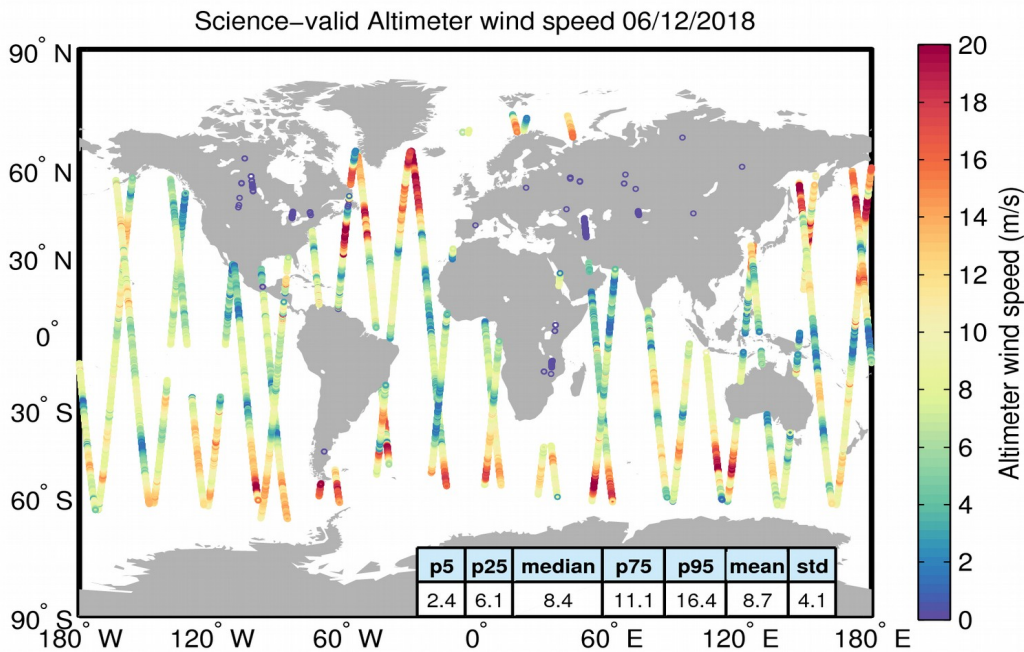 Science−valid Altimeter wind speed 06/12/2018
90° N
60° N
30° N
0°
30° S
60° S
90° S
180° W
120° W
60° W
0°
60° E
120° E
180° E
p5 p25 median p75 p95 mean std
2.4 6.1 8.4 11.1 16.4 8.7 4.1
20
18
16
14
12
10
8
6
4
2
0
Altimeter wind speed (m/s)